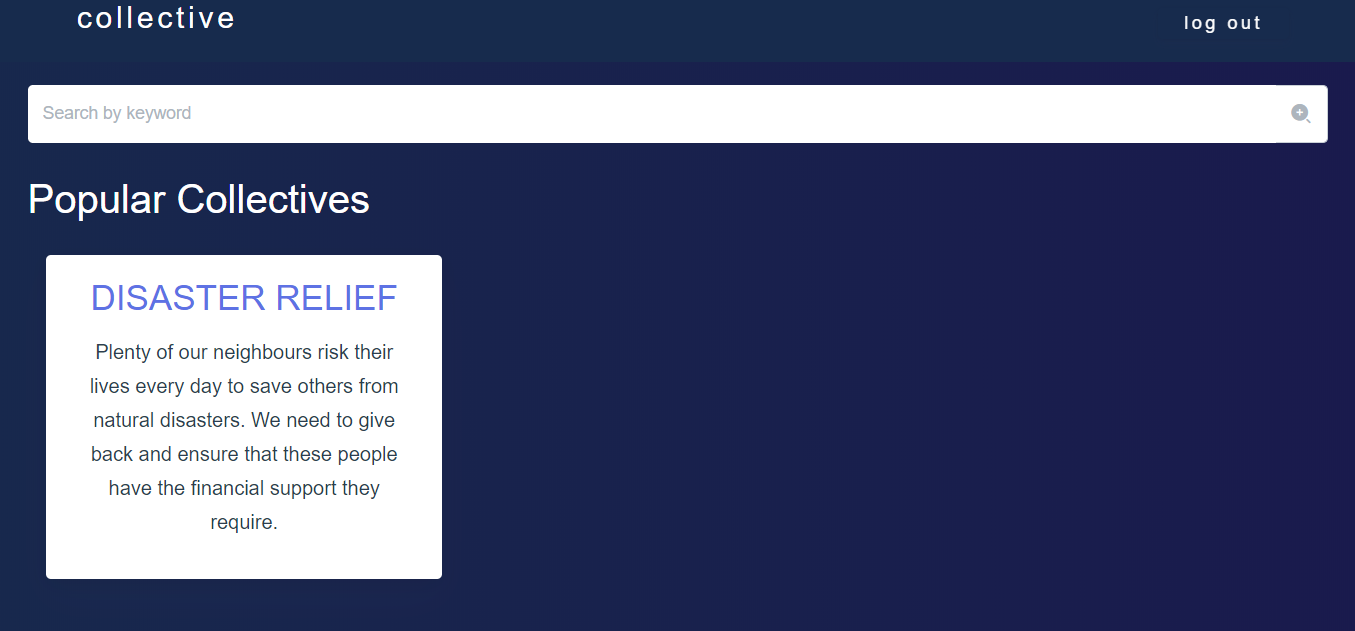 collective
log out
Search by keyword
Popular Collectives
DISASTER RELIEF
Plenty of our neighbours risk their
lives every day to save others from
natural disasters. We need to give
back and ensure that these people
have the financial support they
require.